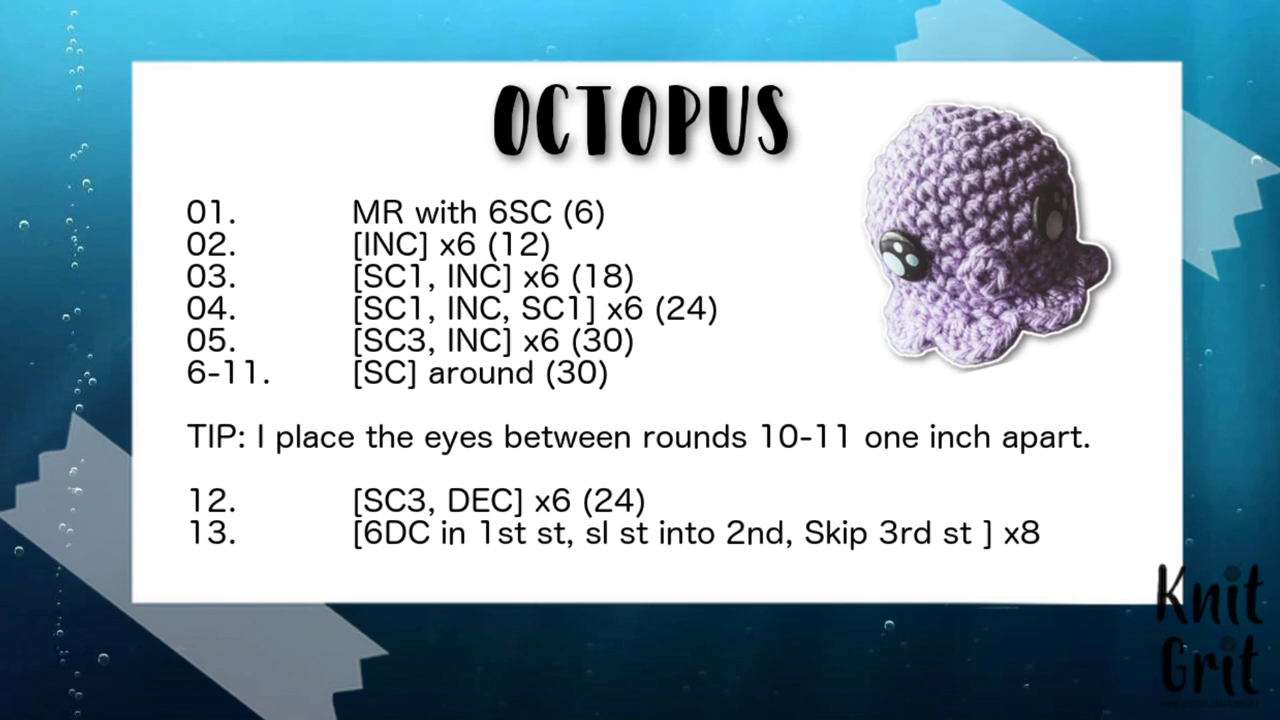 OCTOPUS
01. MR with 6SC (6)
02. [INC] x6 (12)
03. [SC1, INC] x6 (18)
04. [SC1, INC, SC1] x6 (24)
05. [SC3, INC] x6 (30)
6-11. [SC] around (30)
TIP: I place the eyes between rounds 10-11 one inch apart.
12. [SC3, DEC] x6 (24)
13. [6DC in 1st st, sl st into 2nd, Skip 3rd st ] x8
Knit
Grit